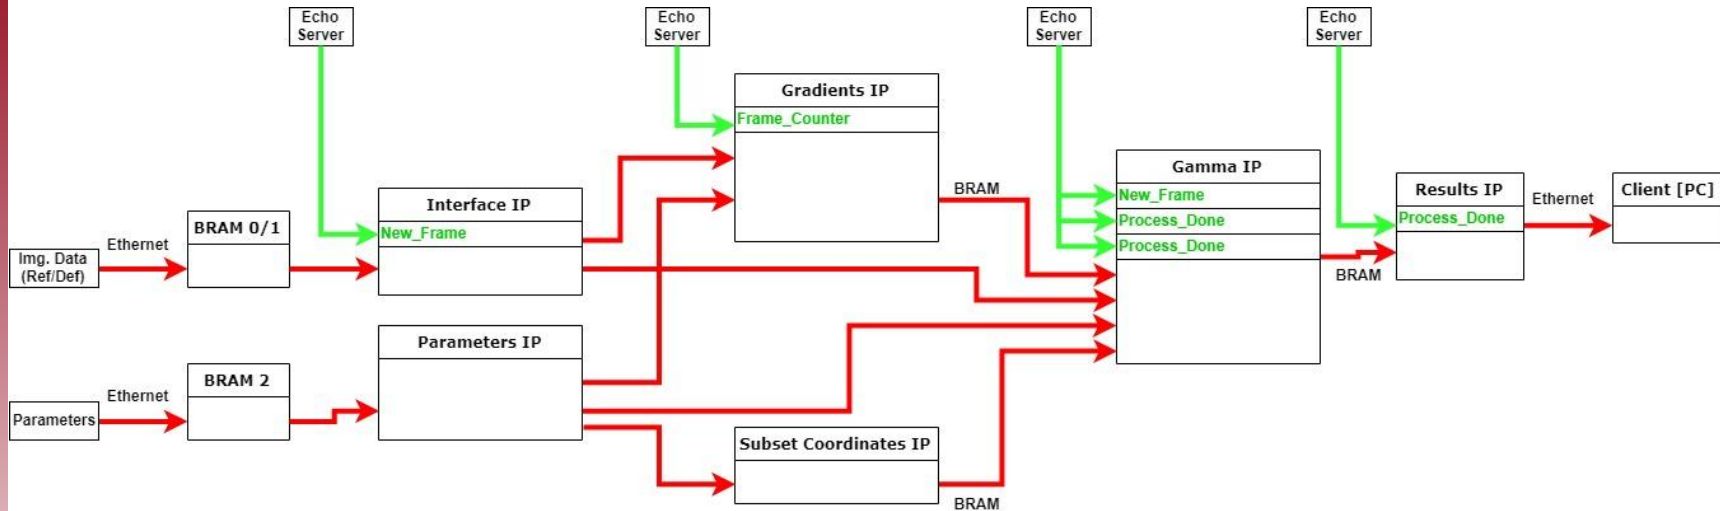 Echo
Server
Echo
Server
Echo
Server
Echo
Server
Gradients IP
Frame_Counter
Gamma IP
New_Frame
Process_Done
Process_Done
BRAM
Results IP
Process_Done
Ethernet
Client [PC]
Interface IP
New_Frame
BRAM 0/1
Ethernet
Img. Data
(Ref/Def)
BRAM
Parameters IP
BRAM 2
Ethernet
Parameters
Subset Coordinates IP
BRAM